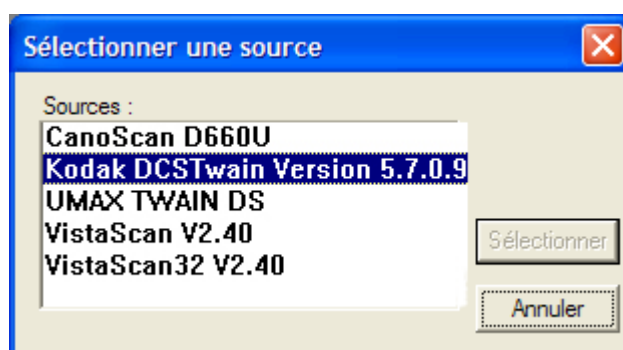 Sélectionner une source
Sources :
CanoScan D660U
Kodak DCSTwain Version 5.7.0.9
UMAX TWAIN DS
VistaScan V2.40
VistaScan32 V2.40
Sélectionner
Annuler